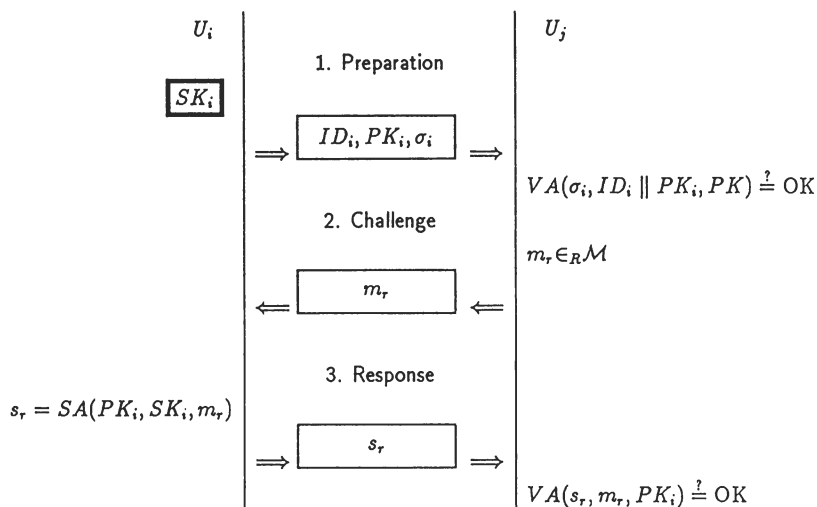 U_i U_j
1. Preparation
SK_i
⟹ ID_i, PK_i, σ_i ⟹
VA(σ_i, ID_i ∥ PK_i, PK) ≟ OK
2. Challenge
m_r ∈_R ℳ
⟸ m_r ⟸
3. Response
s_r = SA(PK_i, SK_i, m_r)
⟹ s_r ⟹
VA(s_r, m_r, PK_i) ≟ OK